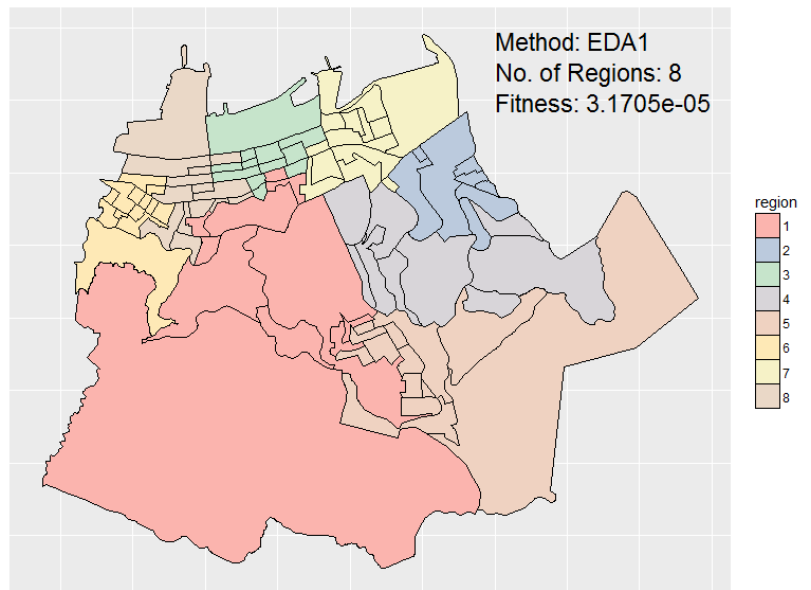 Method: EDA1
No. of Regions: 8
Fitness: 3.1705e-05
region
1
2
3
4
5
6
7
8